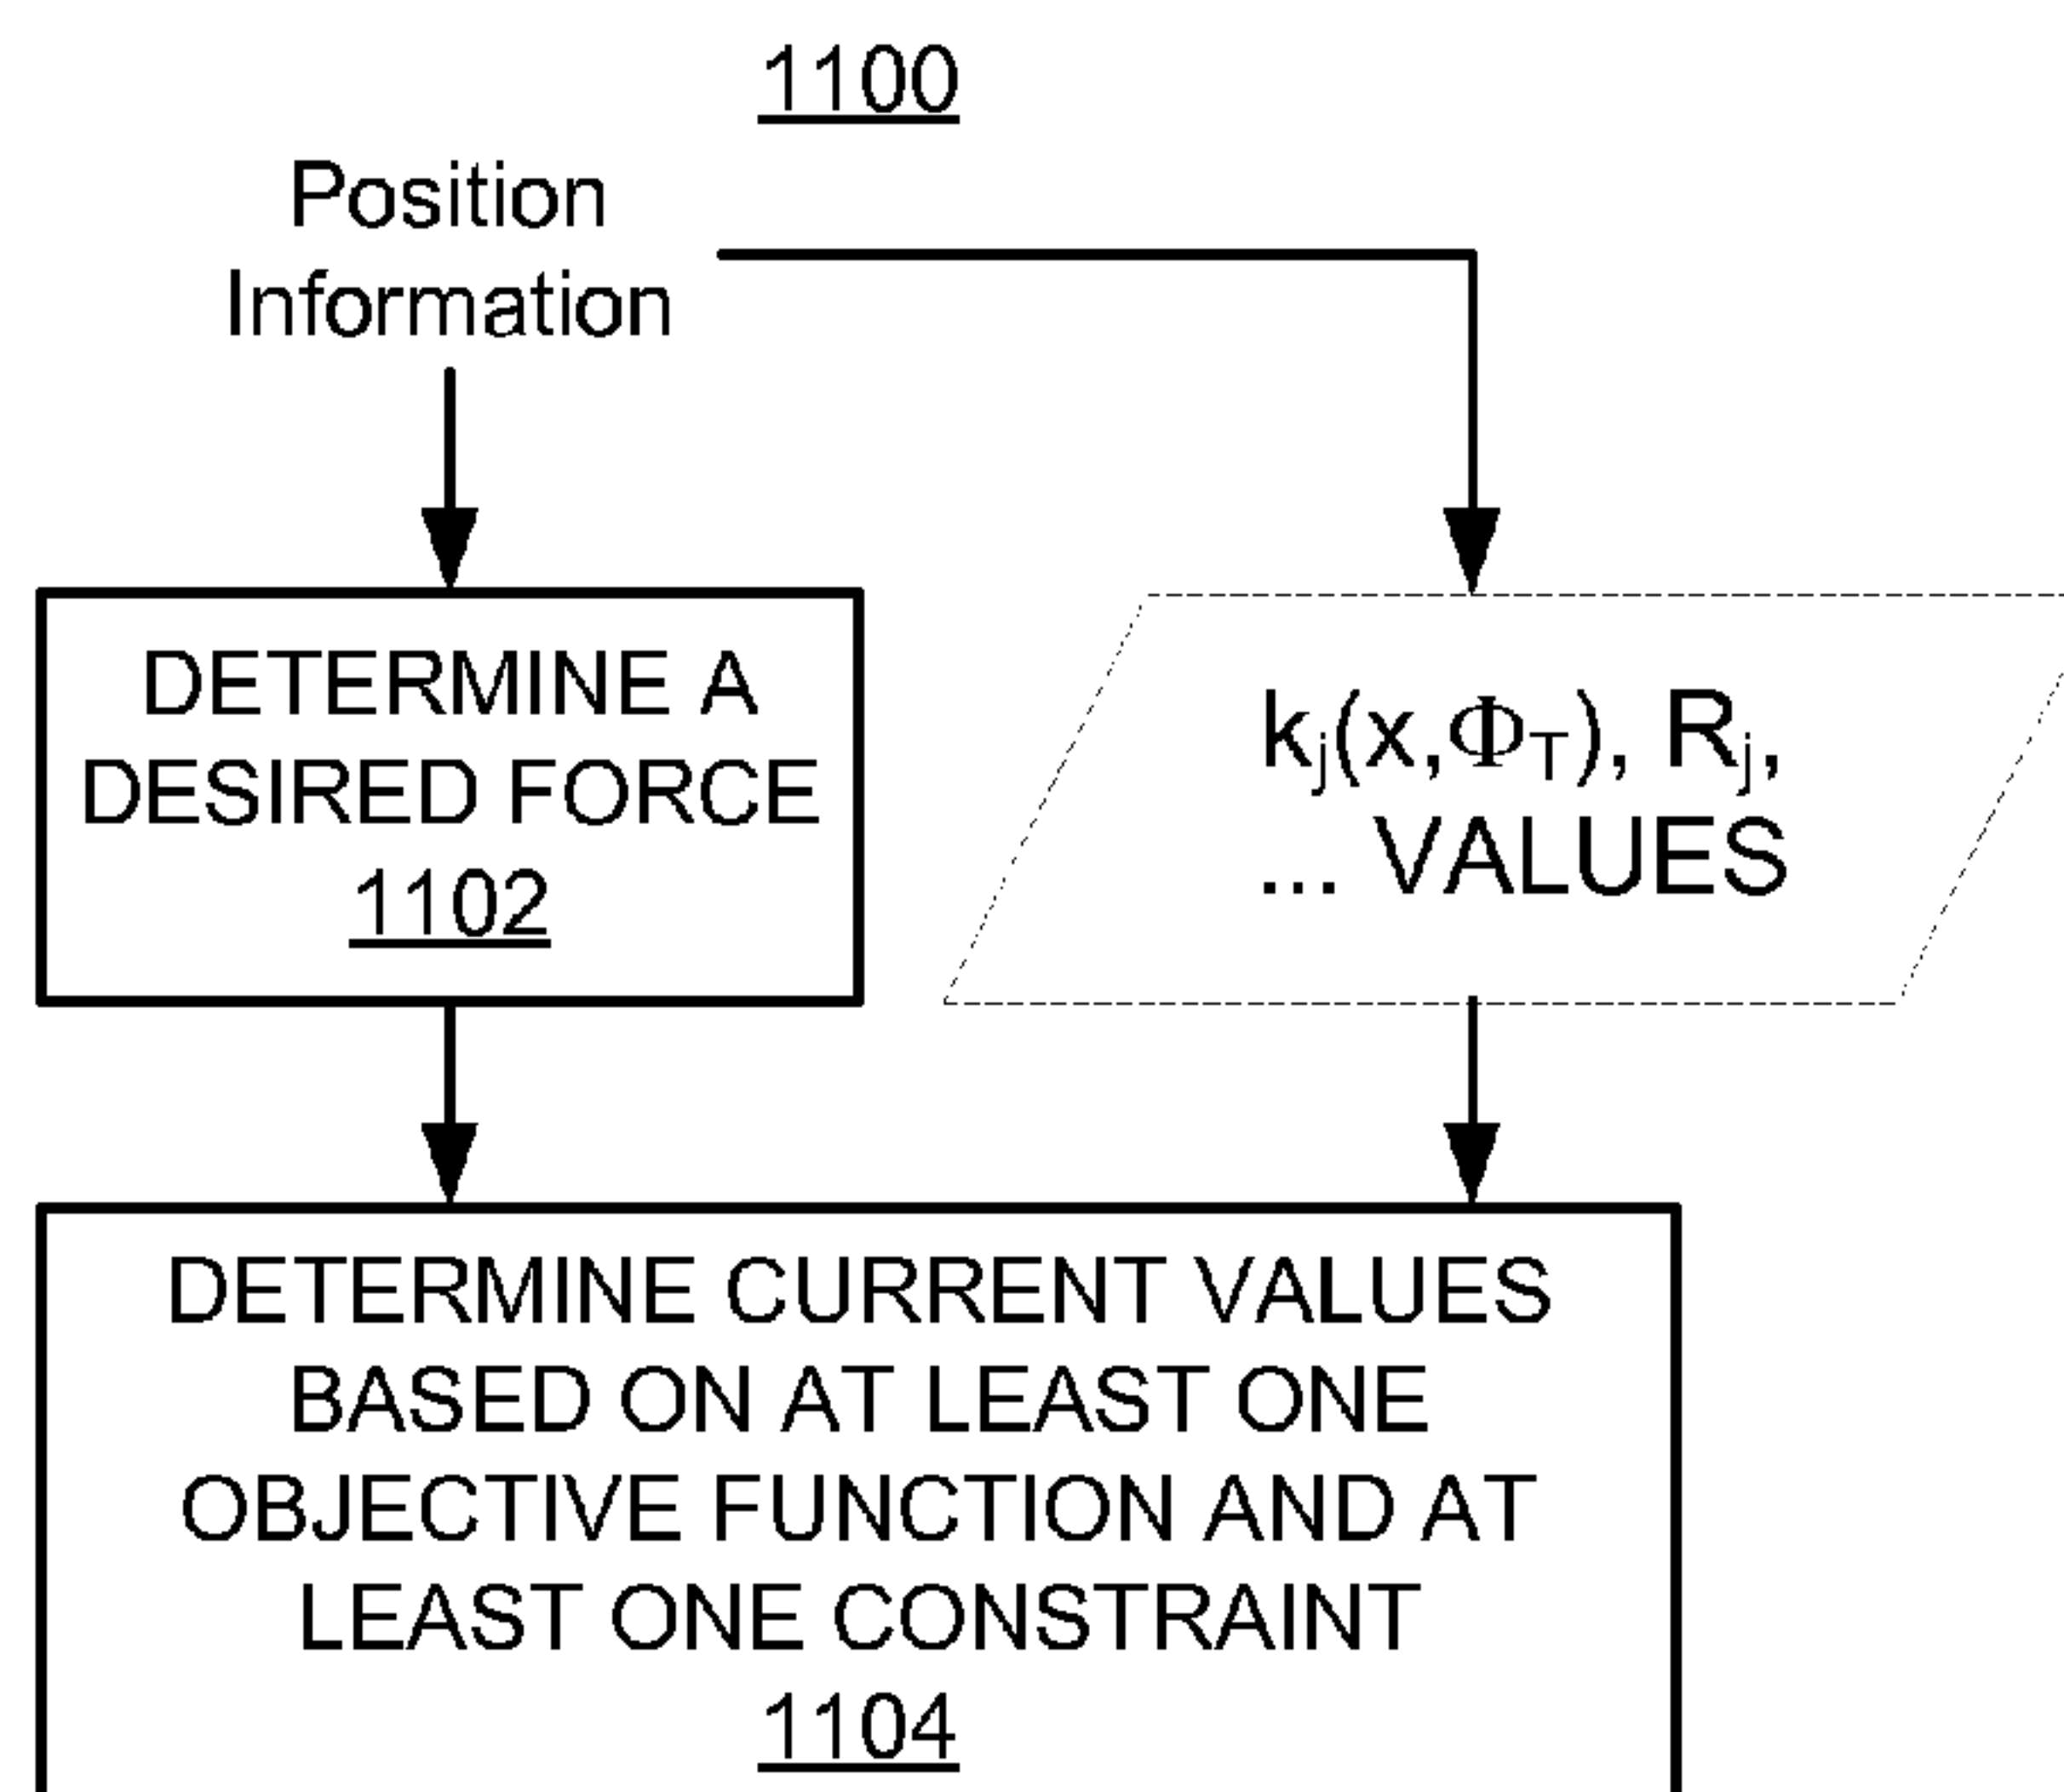 1100
Position
Information
DETERMINE A
DESIRED FORCE
1102
kj(x,ΦT), Rj,
... VALUES
DETERMINE CURRENT VALUES
BASED ON AT LEAST ONE
OBJECTIVE FUNCTION AND AT
LEAST ONE CONSTRAINT
1104